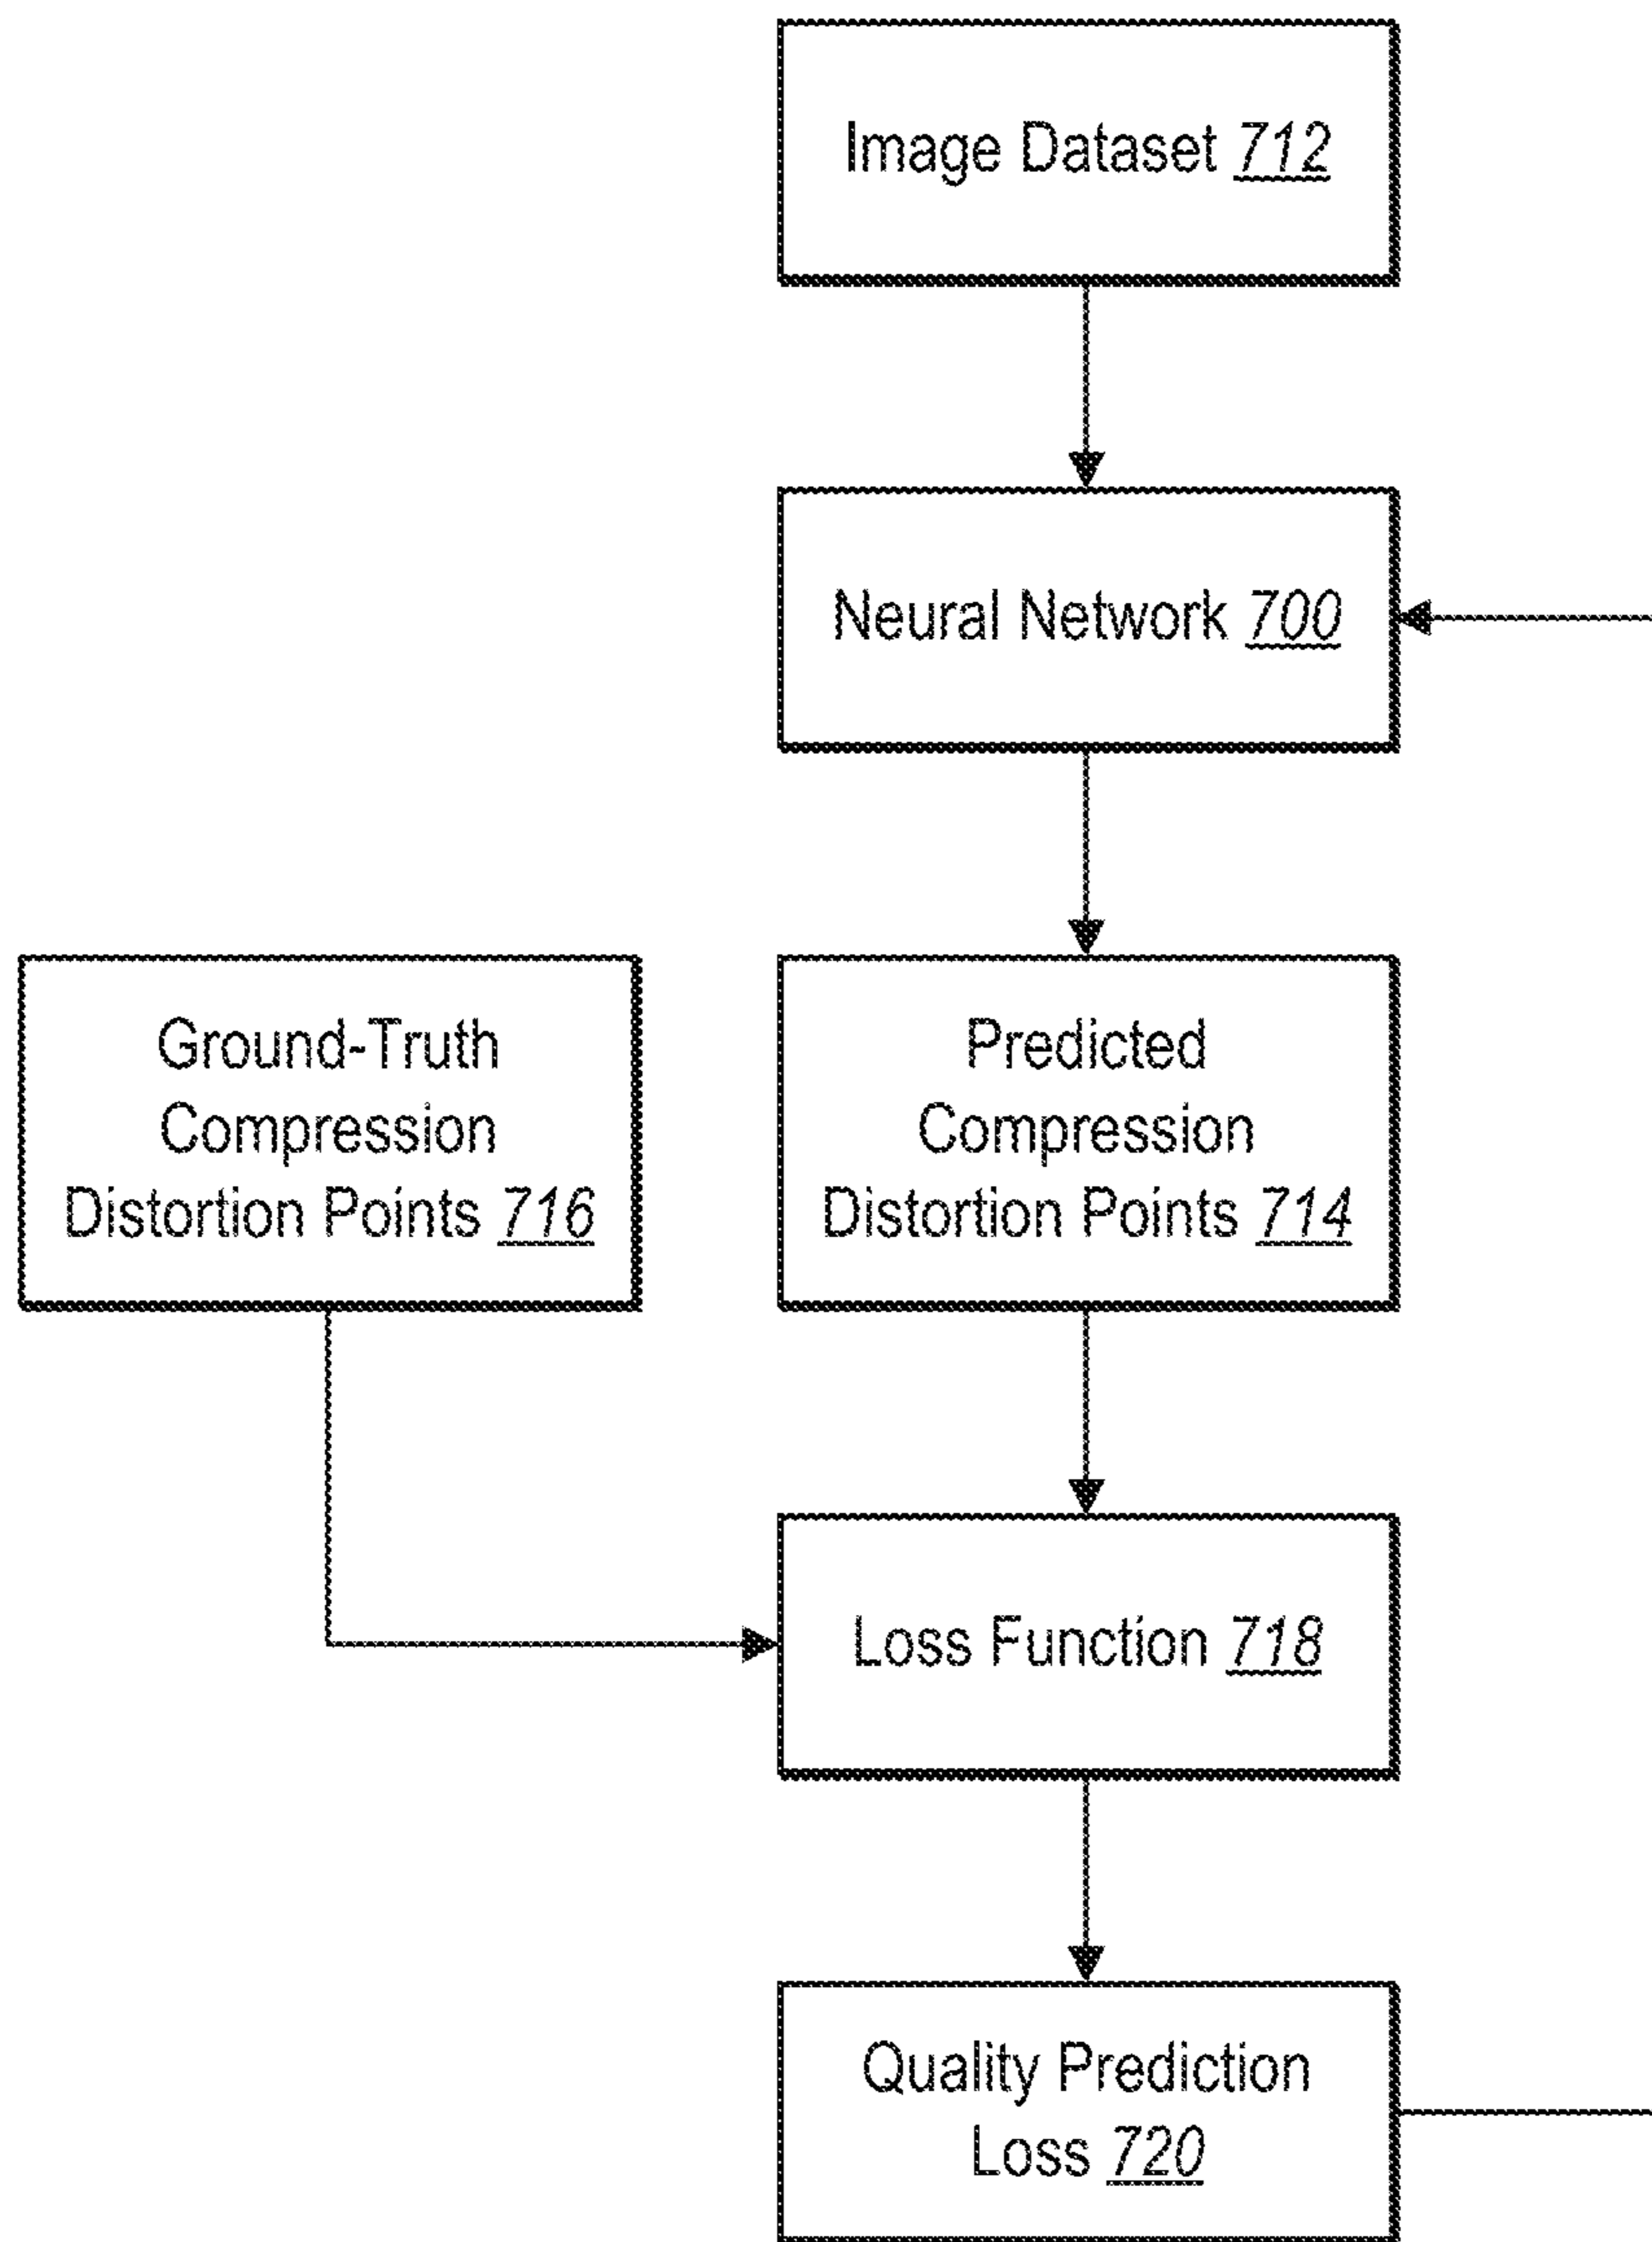 Image Dataset 712
Neural Network 700
Ground-Truth
Compression
Distortion Points 716
Predicted
Compression
Distortion Points 714
Loss Function 718
Quality Prediction
Loss 720